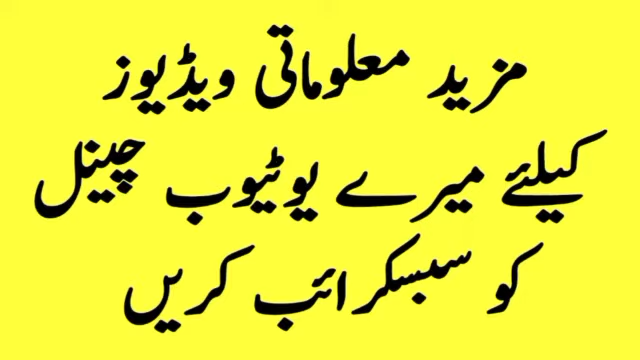 مزید معلوماتی ویڈیوز
کیلئے میرے یوٹیوب چینل
کو سبسکرائب کریں